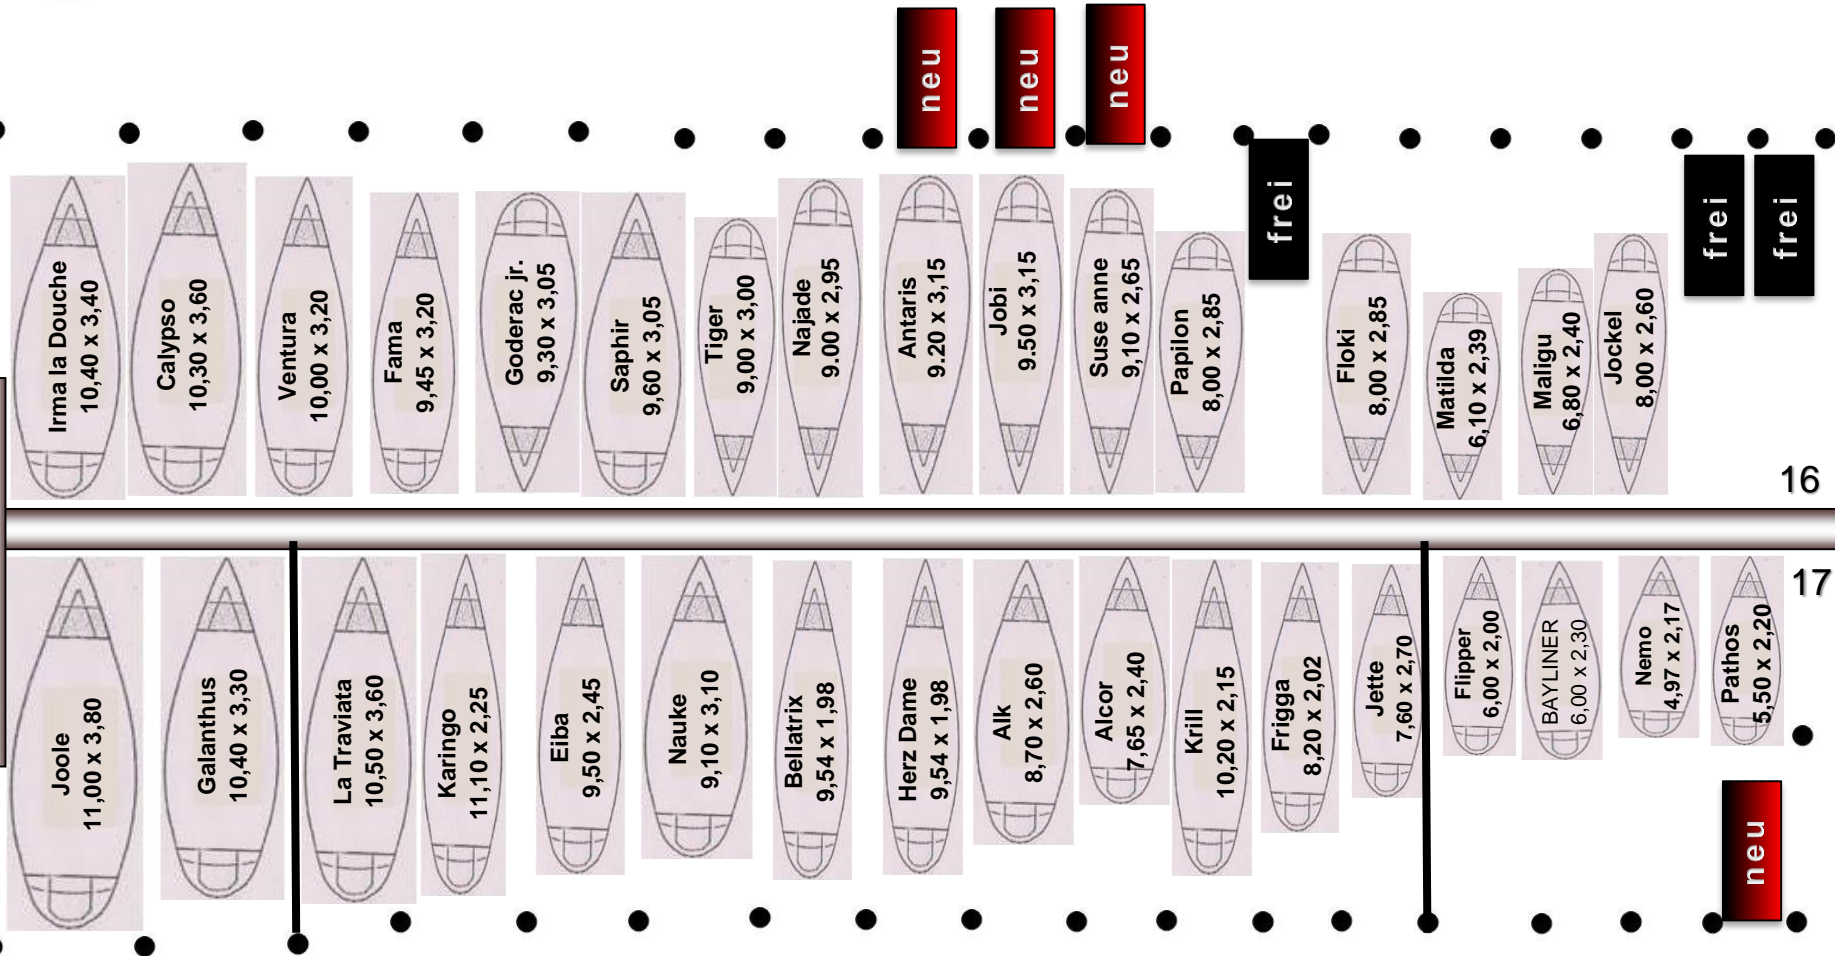 neu
neu
neu
frei
frei
frei
Irma la Douche
10,40 x 3,40
Calypso
10,30 x 3,60
Ventura
10,00 x 3,20
Fama
9,45 x 3,20
Goderac jr.
9,30 x 3,05
Saphir
9,60 x 3,05
Tiger
9,00 x 3,00
Najade
9.00 x 2,95
Antaris
9.20 x 3,15
Jobi
9.50 x 3,15
Suse anne
9,10 x 2,65
Papilon
8,00 x 2,85
Floki
8,00 x 2,85
Matilda
6,10 x 2,39
Maligu
6,80 x 2,40
Jockel
8,00 x 2,60
16
17
Joole
11,00 x 3,80
Galanthus
10,40 x 3,30
La Traviata
10,50 x 3,60
Karingo
11,10 x 2,25
Eiba
9,50 x 2,45
Nauke
9,10 x 3,10
Bellatrix
9,54 x 1,98
Herz Dame
9,54 x 1,98
Alk
8,70 x 2,60
Alcor
7,65 x 2,40
Krill
10,20 x 2,15
Frigga
8,20 x 2,02
Jette
7,60 x 2,70
Flipper
6,00 x 2,00
BAYLINER
6,00 x 2,30
Nemo
4,97 x 2,17
Pathos
5,50 x 2,20
neu